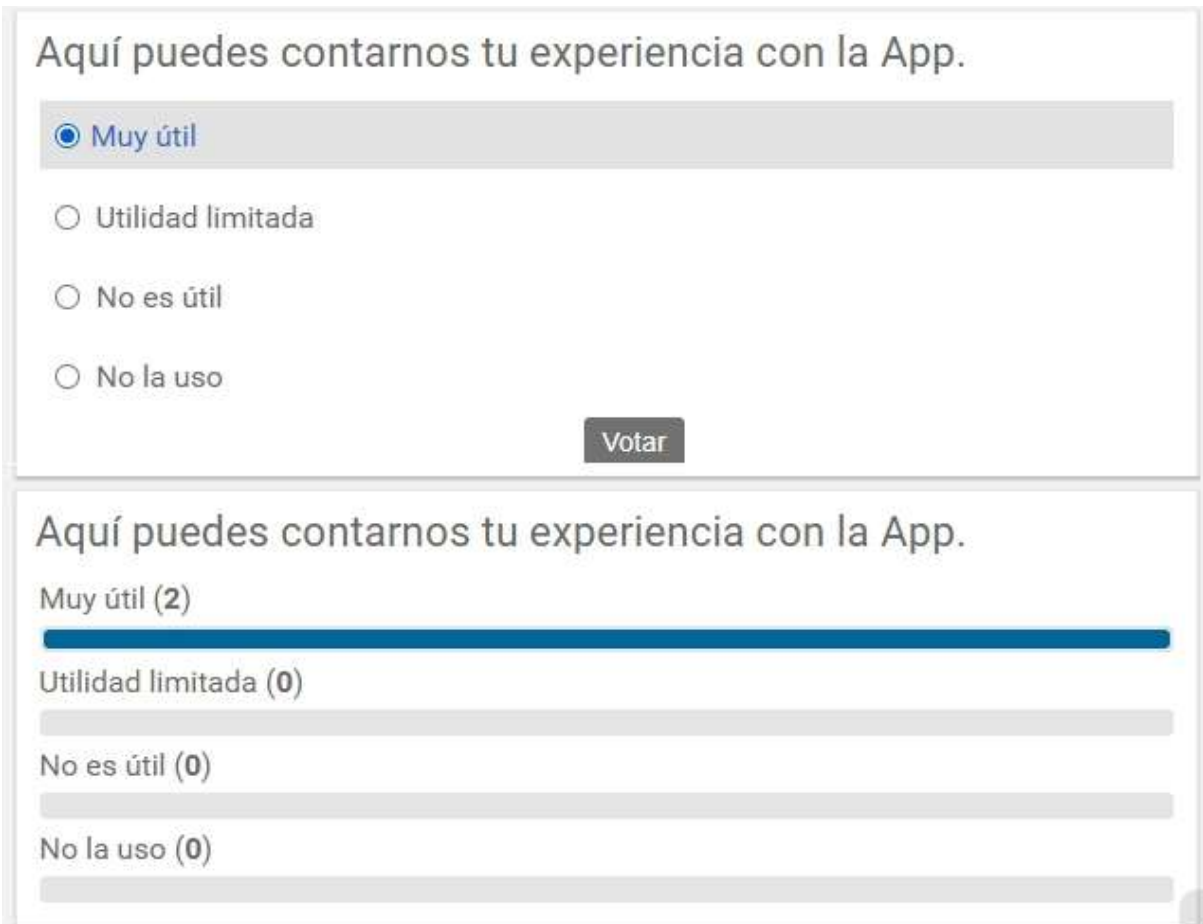 Aquí puedes contarnos tu experiencia con la App.
Muy útil
Utilidad limitada
No es útil
No la uso
Votar
Aquí puedes contarnos tu experiencia con la App.
Muy útil (2)
Utilidad limitada (0)
No es útil (0)
No la uso (0)